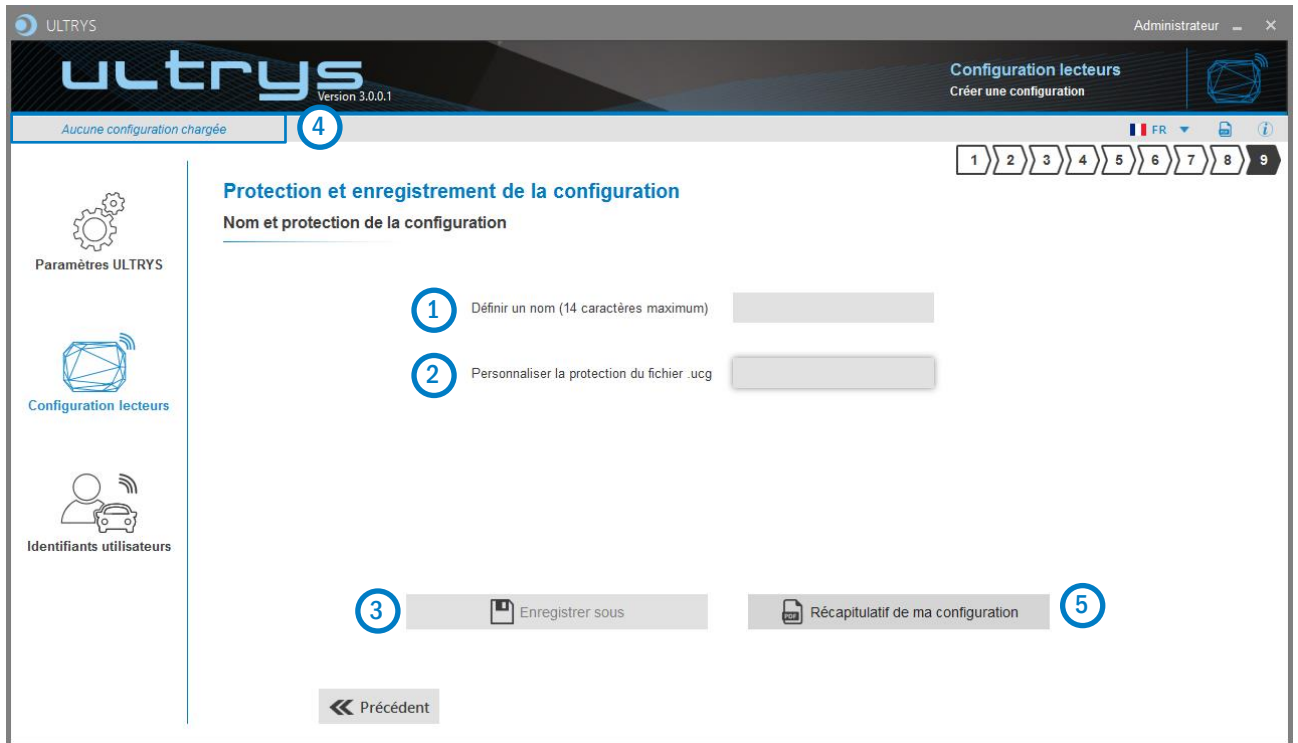 ULTRYS
Administrateur
ultrys
Version 3.0.0.1
Configuration lecteurs
Créer une configuration
Aucune configuration chargée
4
FR
1 2 3 4 5 6 7 8 9
Protection et enregistrement de la configuration
Nom et protection de la configuration
Paramètres ULTRYS
1 Définir un nom (14 caractères maximum)
2 Personnaliser la protection du fichier .ucg
Configuration lecteurs
Identifiants utilisateurs
3 Enregistrer sous
PDF Récapitulatif de ma configuration 5
Précédent